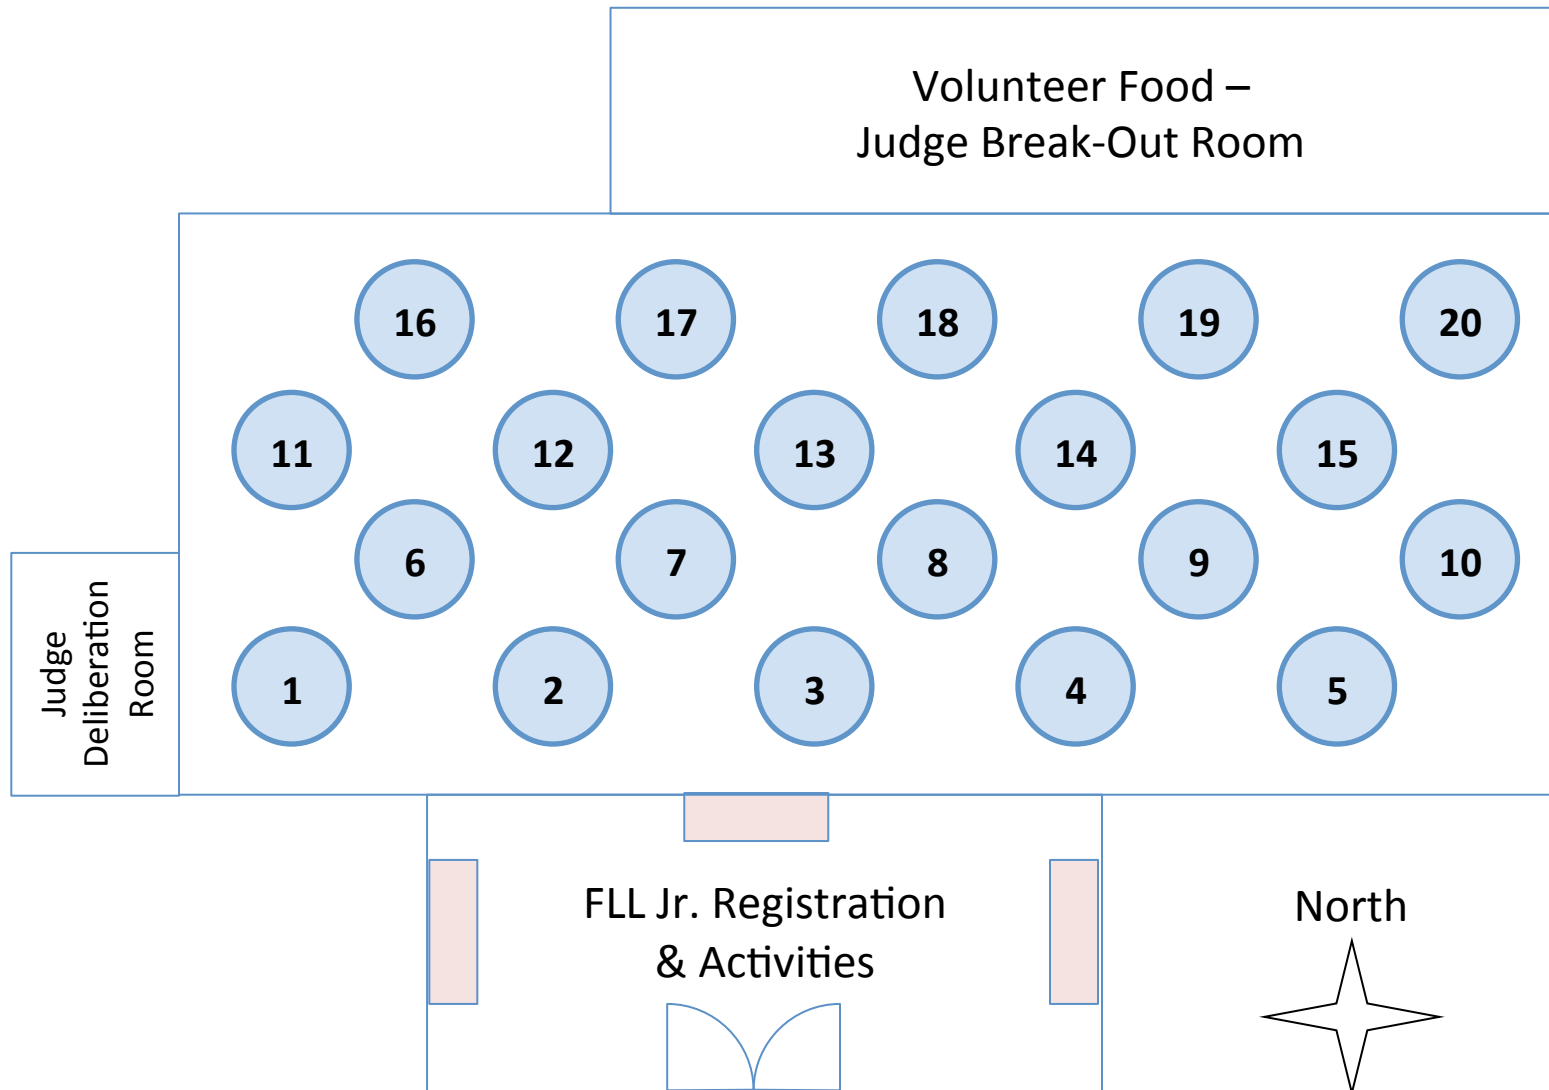 Volunteer Food –
Judge Break-Out Room
16 17 18 19 20
11 12 13 14 15
6 7 8 9 10
1 2 3 4 5
Judge
Deliberation
Room
FLL Jr. Registration
& Activities
North